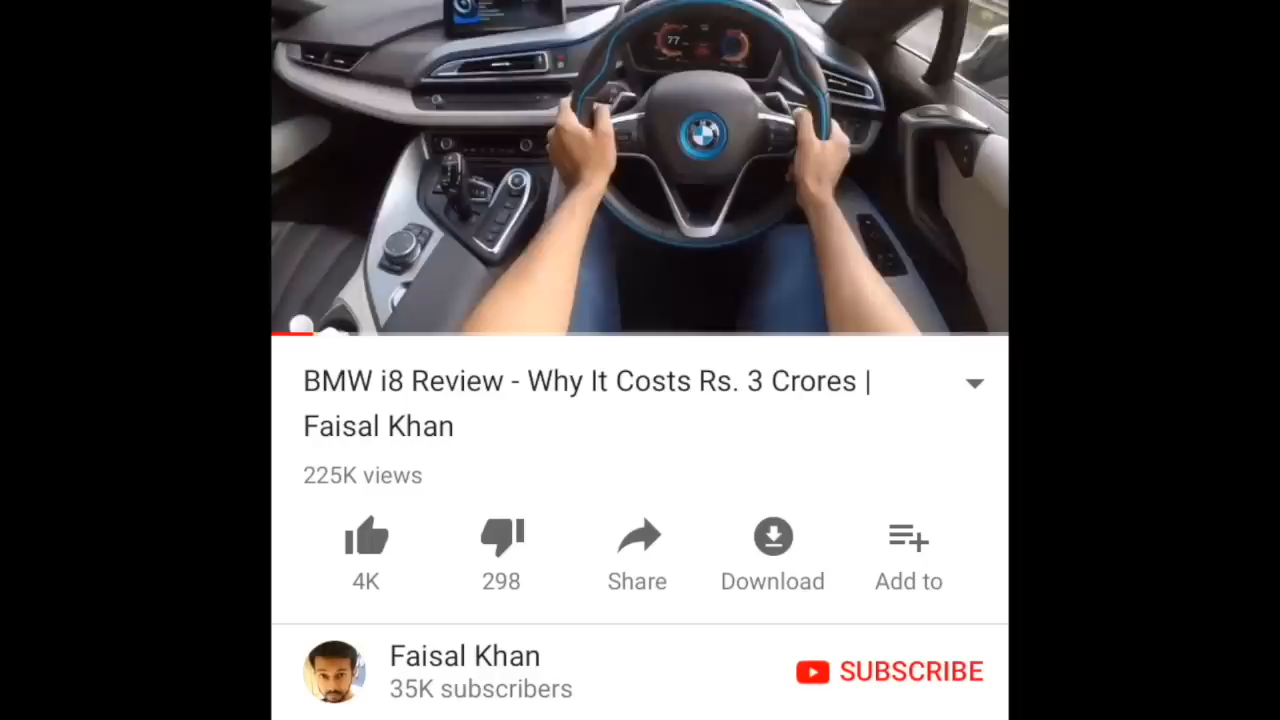 77
BMW i8 Review - Why It Costs Rs. 3 Crores |
Faisal Khan
225K views
4K
298
Share
Download
Add to
Faisal Khan
35K subscribers
SUBSCRIBE